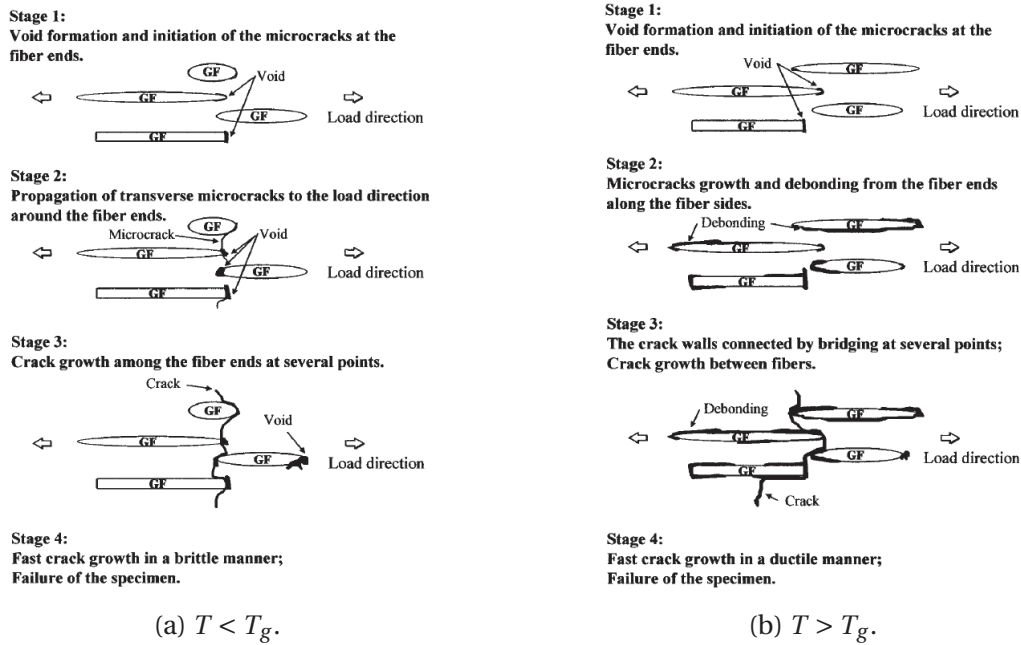 Stage 1:
Void formation and initiation of the microcracks at the
fiber ends.
GF
Void
GF
GF
Load direction
GF
Stage 2:
Propagation of transverse microcracks to the load direction
around the fiber ends.
GF
Microcrack
Void
GF
GF
Load direction
GF
Stage 3:
Crack growth among the fiber ends at several points.
Crack
GF
Void
GF
GF
Load direction
GF
Stage 4:
Fast crack growth in a brittle manner;
Failure of the specimen.
(a) T < Tg.
Stage 1:
Void formation and initiation of the microcracks at the
fiber ends.
Void
GF
GF
GF
Load direction
GF
Stage 2:
Microcracks growth and debonding from the fiber ends
along the fiber sides.
Debonding
GF
GF
GF
Load direction
GF
Stage 3:
The crack walls connected by bridging at several points;
Crack growth between fibers.
Debonding
GF
GF
GF
Load direction
GF
Crack
Stage 4:
Fast crack growth in a ductile manner;
Failure of the specimen.
(b) T > Tg.